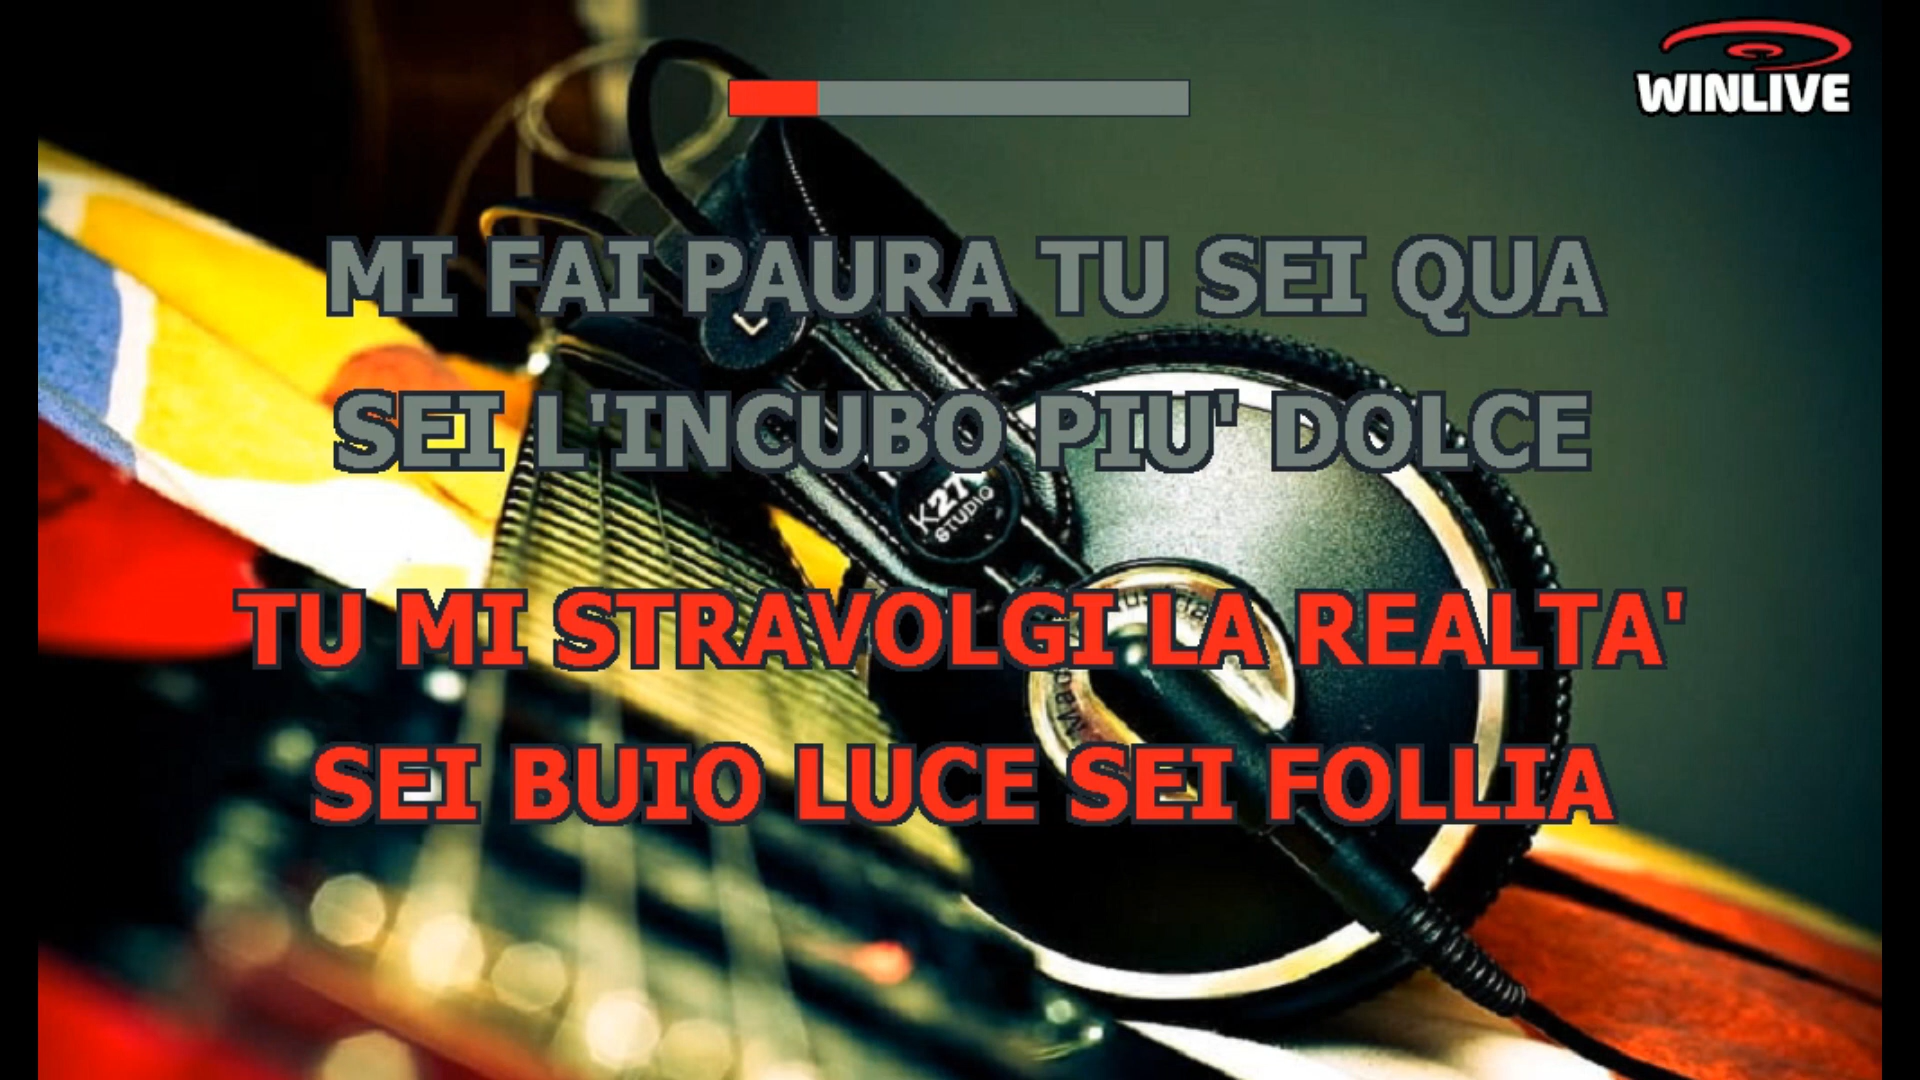 WINLIVE
MI FAI PAURA TU SEI QUA
SEI L'INCUBO PIU' DOLCE
STUDIO
TU MI STRAVOLGI LA REALTA'
SEI BUIO LUCE SEI FOLLIA